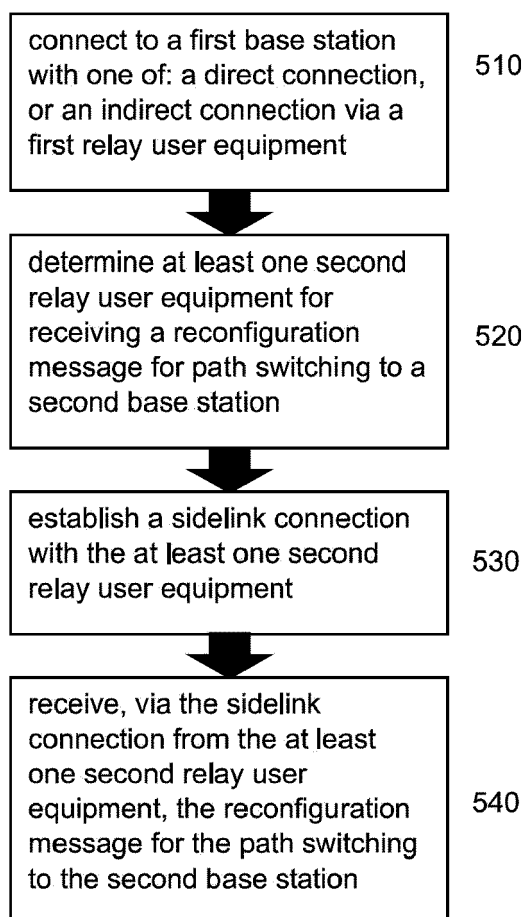 connect to a first base station
with one of: a direct connection,
or an indirect connection via a
first relay user equipment
510
determine at least one second
relay user equipment for
receiving a reconfiguration
message for path switching to a
second base station
520
establish a sidelink connection
with the at least one second
relay user equipment
530
receive, via the sidelink
connection from the at least
one second relay user
equipment, the reconfiguration
message for the path switching
to the second base station
540